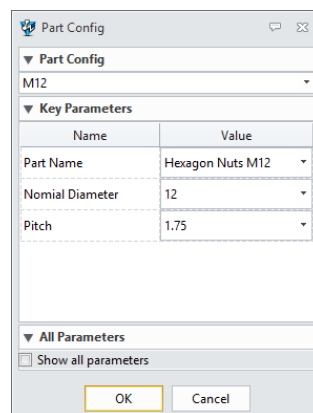 Part Config
Part Config
M12
Key Parameters
Name Value
Part Name Hexagon Nuts M12
Nomial Diameter 12
Pitch 1.75
All Parameters
Show all parameters
OK Cancel